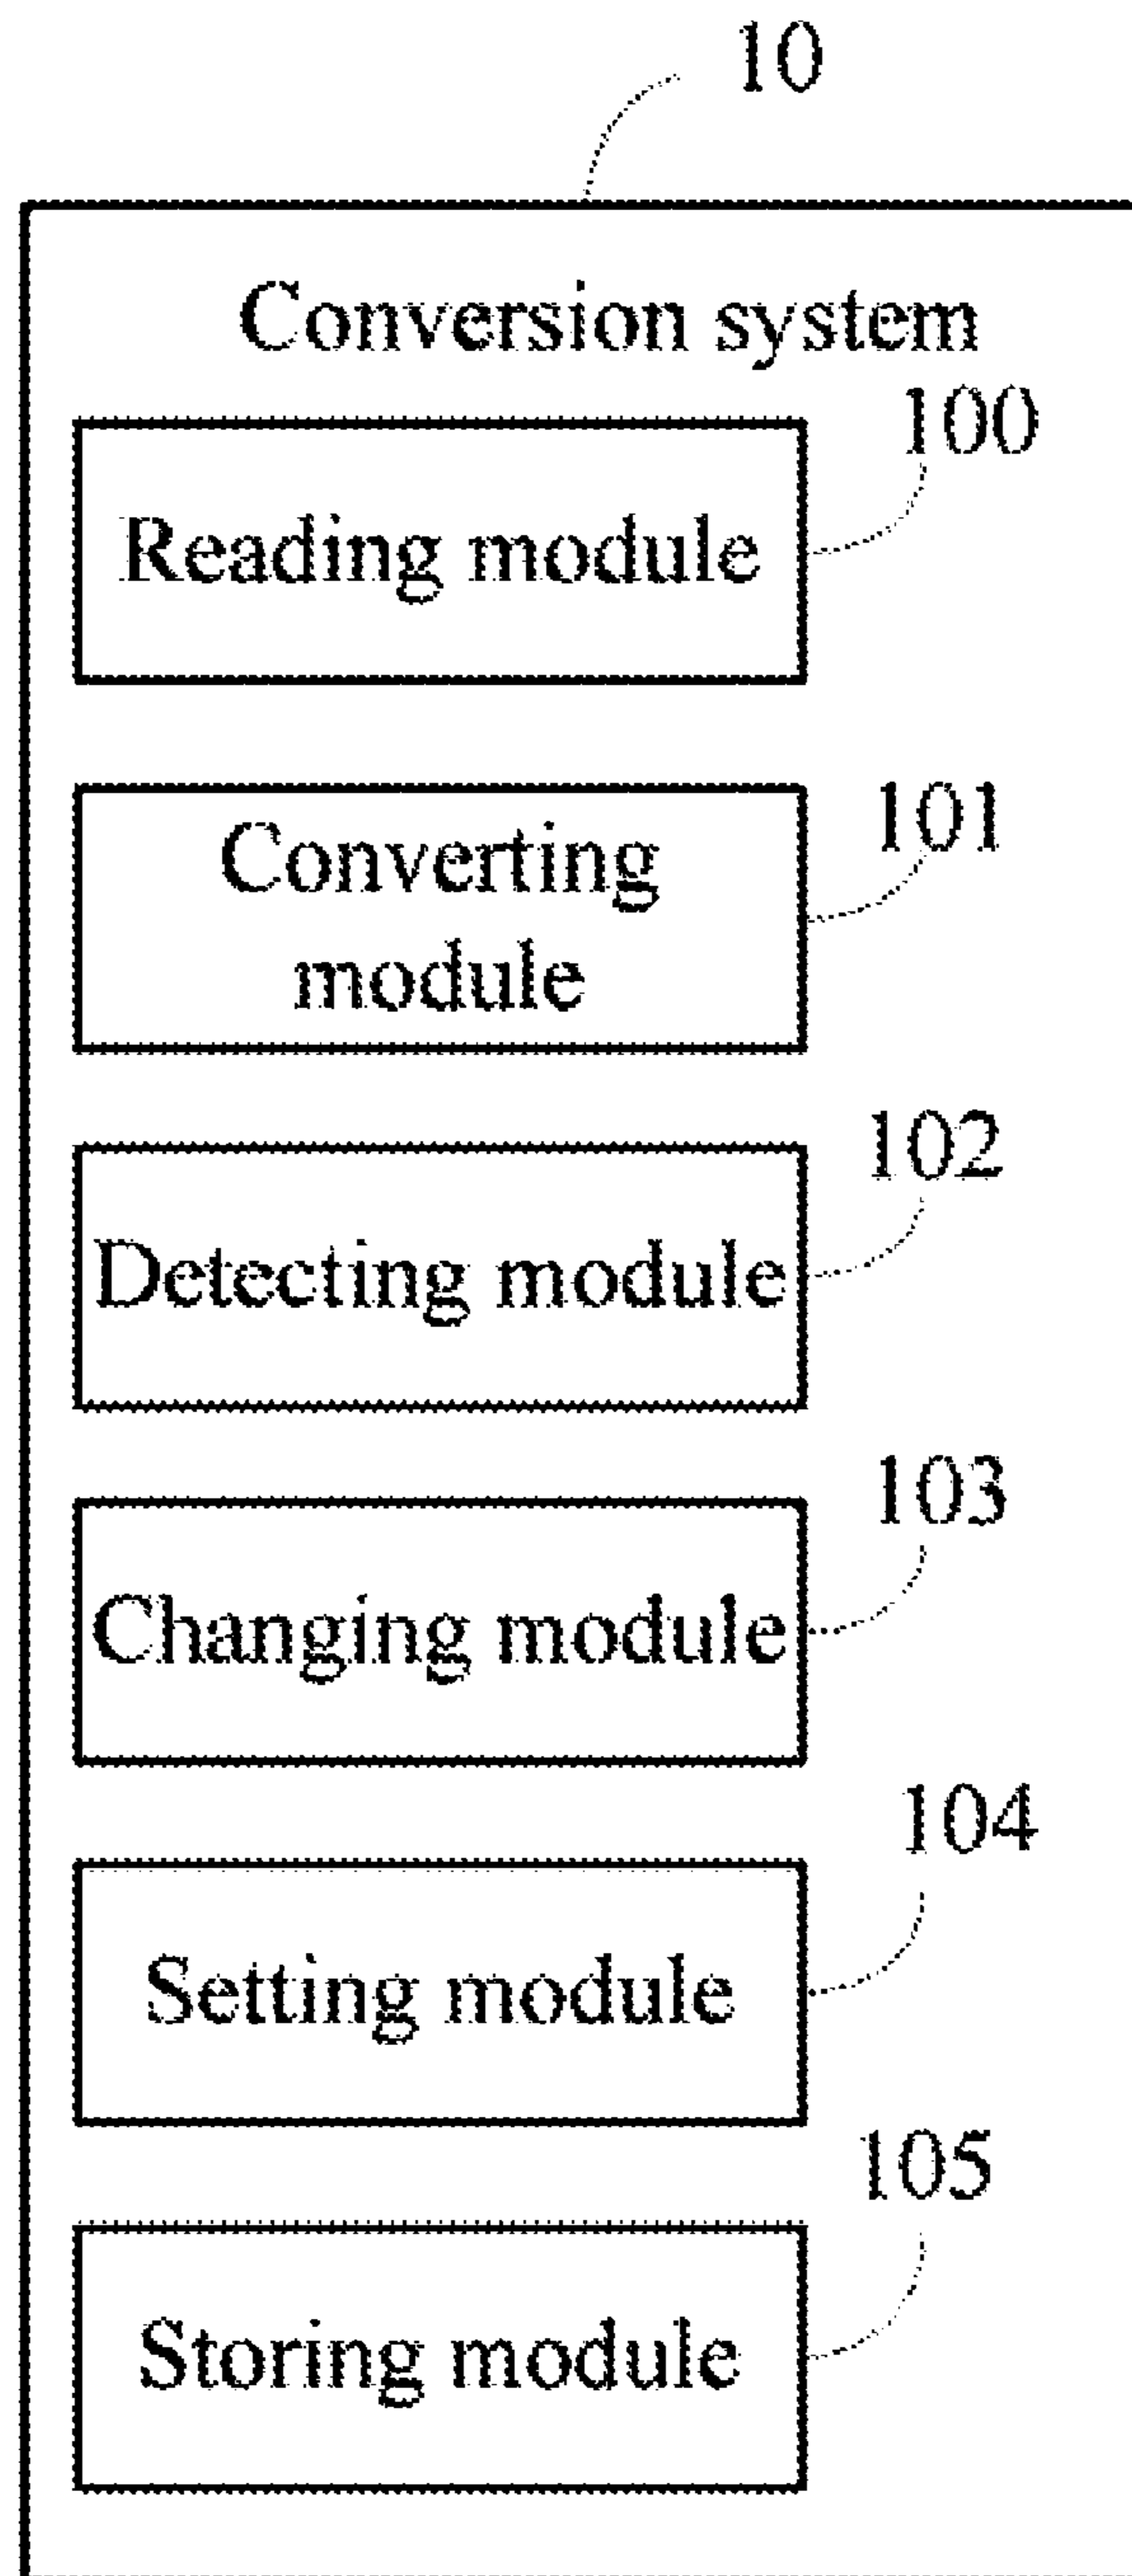 10
Conversion system
100
Reading module
101
Converting
module
102
Detecting module
103
Changing module
104
Setting module
105
Storing module